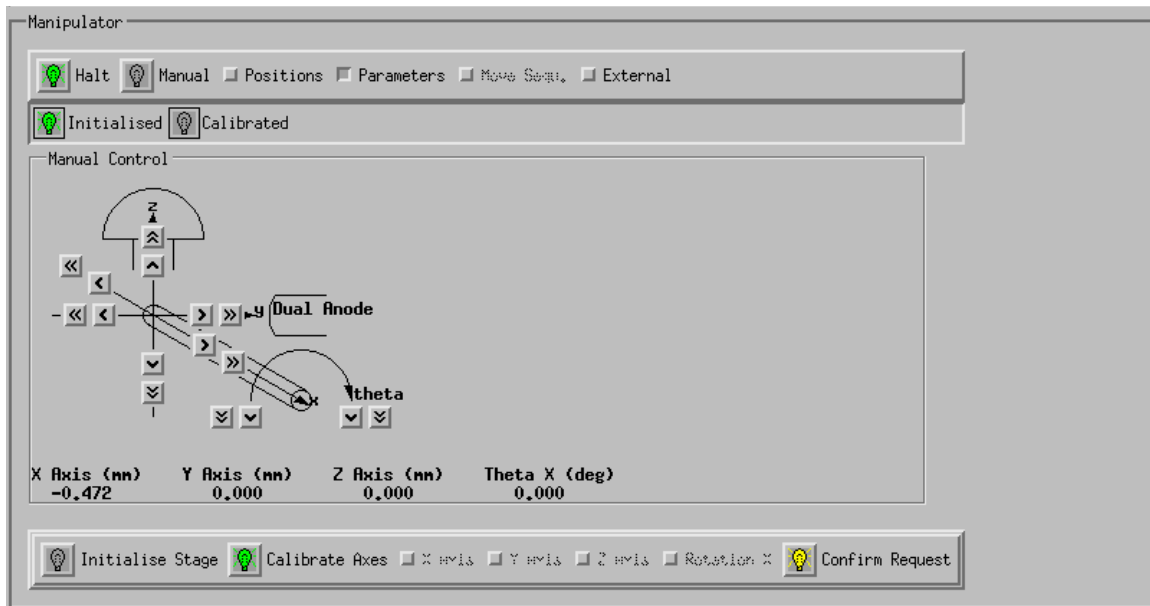 Manipulator
Halt Manual Positions Parameters Move Sequ. External
Initialised Calibrated
Manual Control
z
y Dual Anode
theta
x
X Axis (mm) Y Axis (mm) Z Axis (mm) Theta X (deg)
-0.472 0.000 0.000 0.000
Initialise Stage Calibrate Axes X axis Y axis Z axis Rotation X Confirm Request